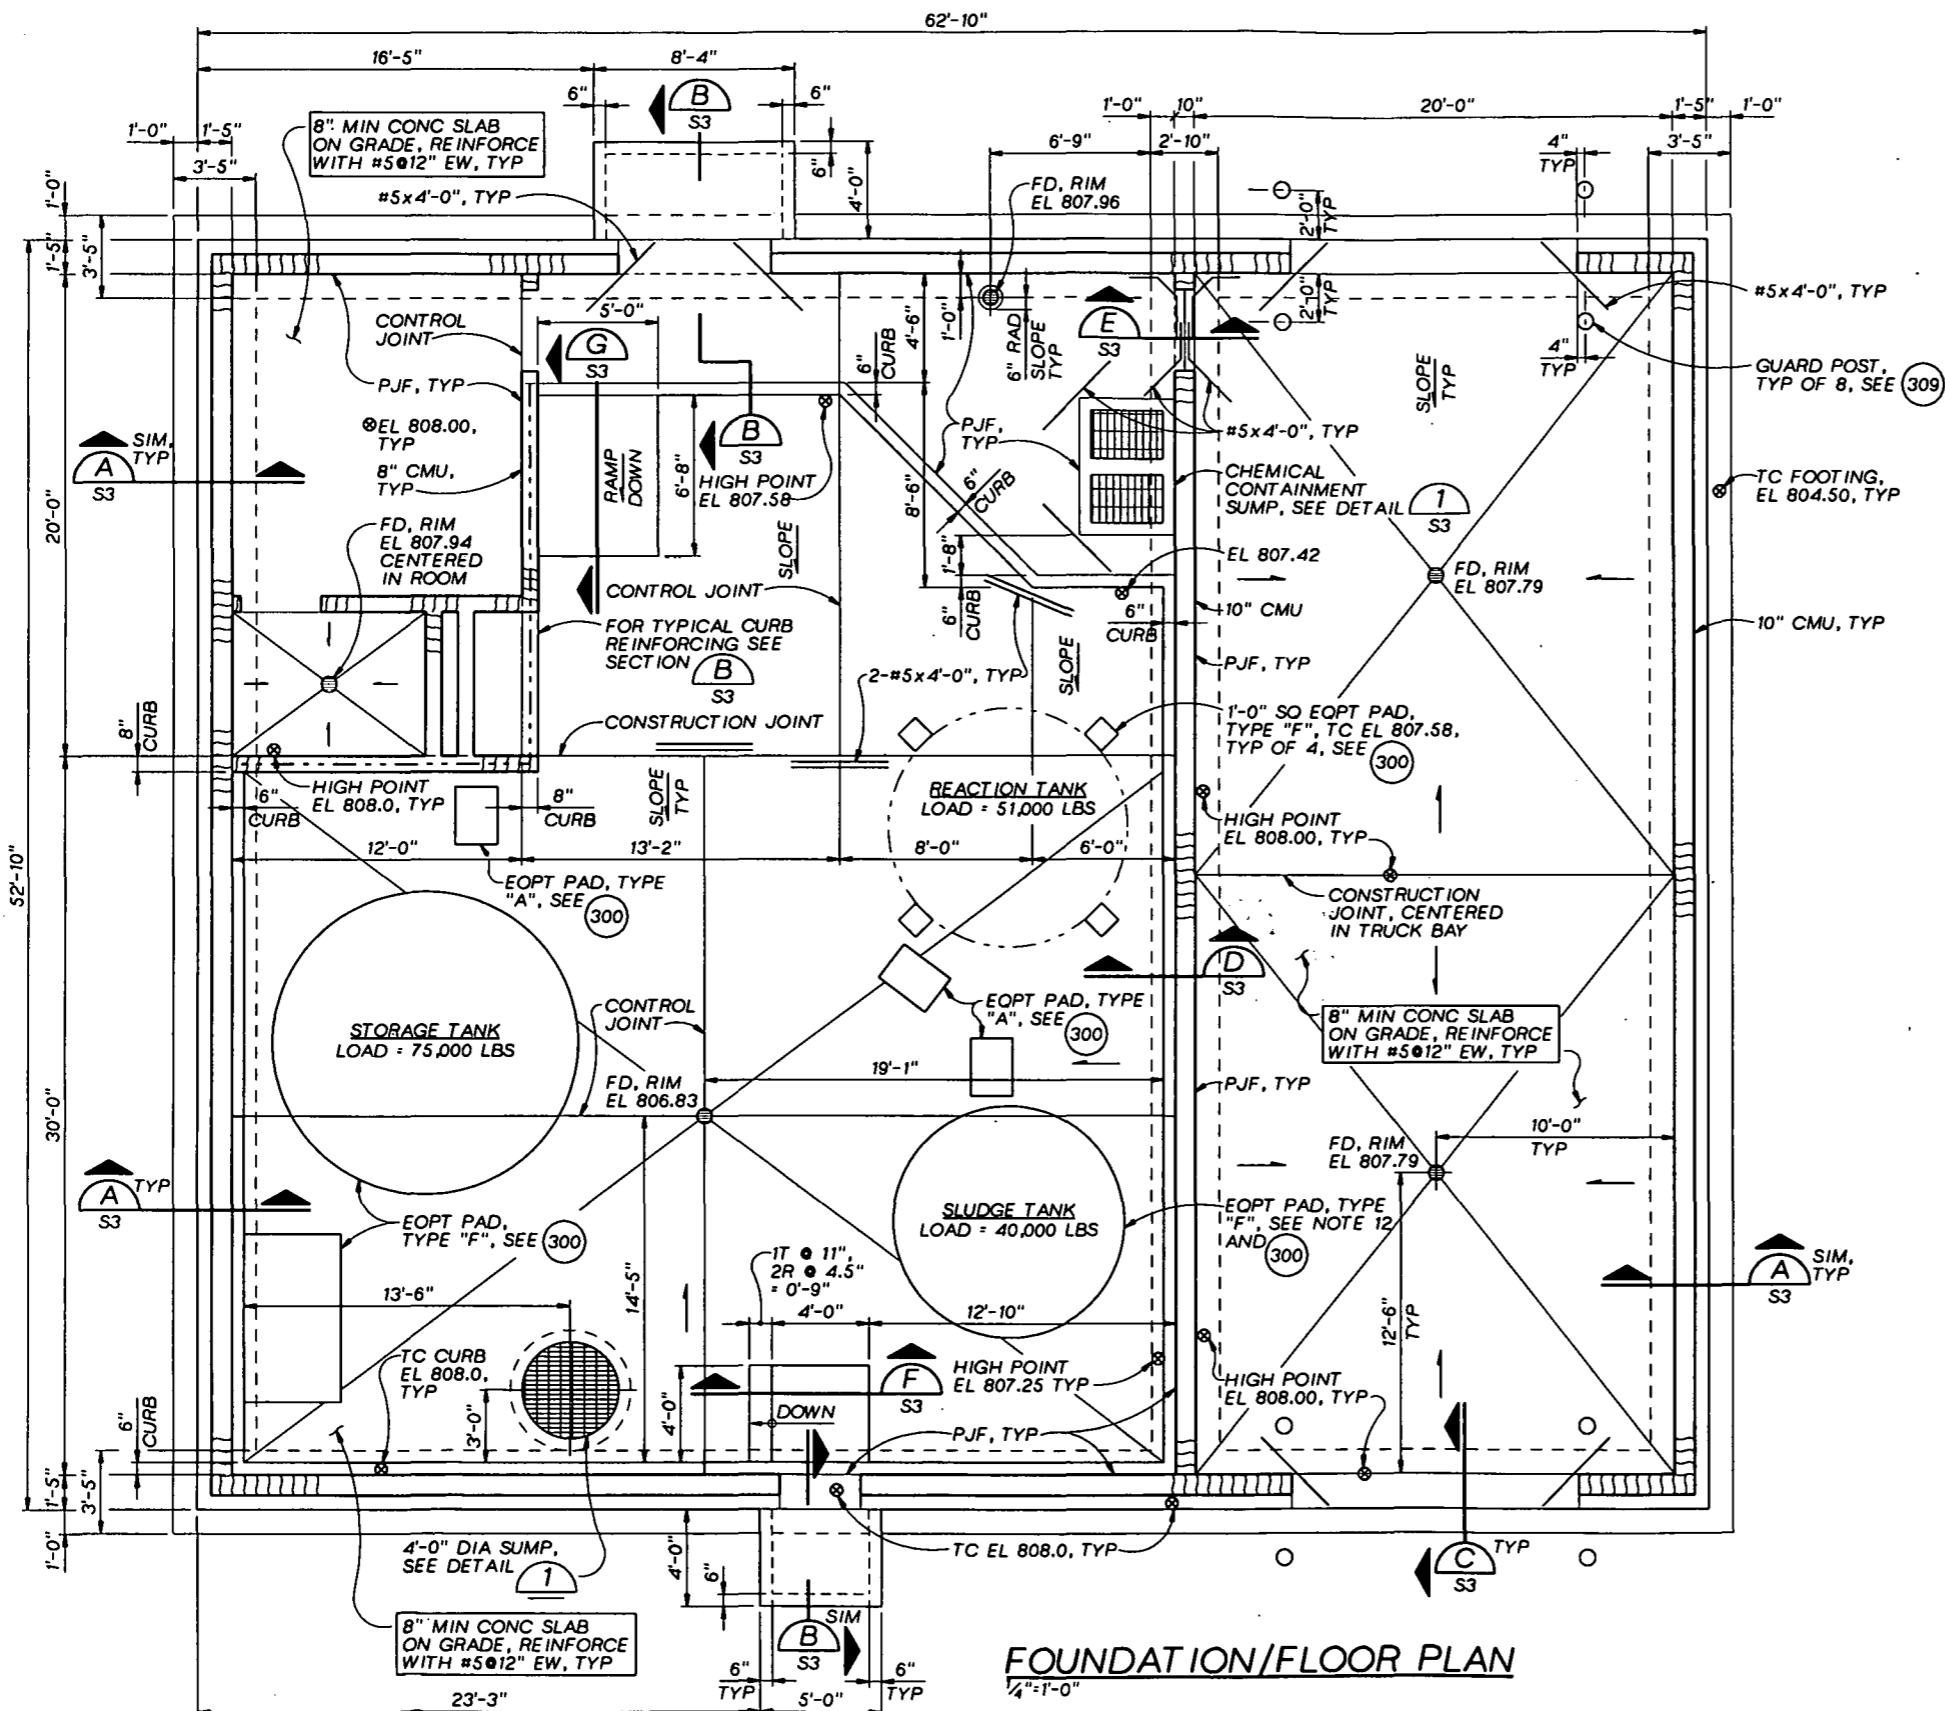 62'-10"
16'-5"
8'-4"
6"
B
S3
6"
1'-0"
10"
20'-0"
1'-5"
1'-0"
1'-0"
1'-5"
3'-5"
8" MIN CONC SLAB
ON GRADE, REINFORCE
WITH #5@12" EW, TYP
#5x4'-0", TYP
6"
4'-0"
6'-9"
2'-10"
4"
TYP
3'-5"
FD, RIM
EL 807.96
2'-0"
TYP
1'-0"
1'-5"
3'-5"
CONTROL
JOINT
PJF, TYP
5'-0"
G
S3
6"
CURB
4'-6"
1'-0"
6" RAD
SLOPE
TYP
E
S3
2'-0"
TYP
SLOPE
TYP
4"
TYP
#5x4'-0", TYP
GUARD POST,
TYP OF 8, SEE 309
EL 808.00,
TYP
8" CMU,
TYP
SIM,
TYP
A
S3
RAMP
DOWN
6'-8"
B
S3
HIGH POINT
EL 807.58
PJF,
TYP
#5x4'-0", TYP
8'-6"
6"
CURB
CHEMICAL
CONTAINMENT
SUMP, SEE DETAIL
1
S3
TC FOOTING,
EL 804.50, TYP
20'-0"
FD, RIM
EL 807.94
CENTERED
IN ROOM
SLOPE
1'-8"
EL 807.42
FD, RIM
EL 807.79
CONTROL JOINT
6"
CURB
6"
CURB
10" CMU
10" CMU, TYP
FOR TYPICAL CURB
REINFORCING SEE
SECTION
B
S3
SLOPE
2-#5x4'-0", TYP
PJF, TYP
8"
CURB
CONSTRUCTION JOINT
1'-0" SQ EQPT PAD,
TYPE "F", TC EL 807.58,
TYP OF 4, SEE
300
HIGH POINT
EL 808.0, TYP
6"
CURB
8"
CURB
SLOPE
TYP
REACTION TANK
LOAD = 51,000 LBS
HIGH POINT
EL 808.00, TYP
52'-10"
12'-0"
13'-2"
8'-0"
6'-0"
EQPT PAD, TYPE
"A", SEE
300
CONSTRUCTION
JOINT, CENTERED
IN TRUCK BAY
D
S3
STORAGE TANK
LOAD = 75,000 LBS
CONTROL
JOINT
EQPT PAD, TYPE
"A", SEE
300
8" MIN CONC SLAB
ON GRADE, REINFORCE
WITH #5@12" EW, TYP
30'-0"
FD, RIM
EL 806.83
19'-1"
PJF, TYP
10'-0"
TYP
FD, RIM
EL 807.79
A
TYP
S3
EQPT PAD,
TYPE "F", SEE 300
SLUDGE TANK
LOAD = 40,000 LBS
EQPT PAD, TYPE
"F", SEE NOTE 12
AND 300
1T @ 11",
2R @ 4.5"
= 0'-9"
14'-5"
SIM,
TYP
A
S3
13'-6"
4'-0"
12'-10"
12'-6"
TYP
TC CURB
EL 808.0,
TYP
F
S3
HIGH POINT
EL 807.25 TYP
HIGH POINT
EL 808.00, TYP
6"
CURB
3'-0"
4'-0"
DOWN
PJF, TYP
1'-5"
3'-5"
1'-0"
4'-0" DIA SUMP,
SEE DETAIL
1
4'-0"
6"
TC EL 808.0, TYP
C
TYP
S3
8" MIN CONC SLAB
ON GRADE, REINFORCE
WITH #5@12" EW, TYP
B
SIM
S3
6"
TYP
6"
TYP
23'-3"
5'-0"
FOUNDATION/FLOOR PLAN
1/4"=1'-0"